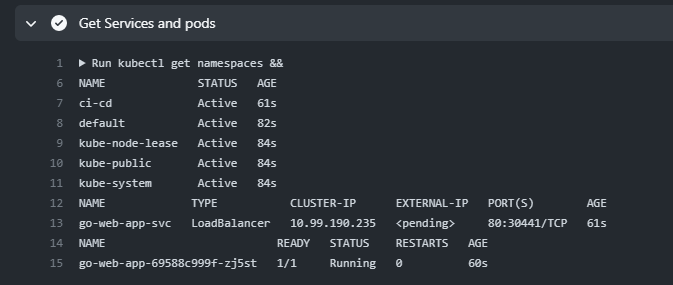 Get Services and pods
1 ▶ Run kubectl get namespaces &&
6 NAME STATUS AGE
7 ci-cd Active 61s
8 default Active 82s
9 kube-node-lease Active 84s
10 kube-public Active 84s
11 kube-system Active 84s
12 NAME TYPE CLUSTER-IP EXTERNAL-IP PORT(S) AGE
13 go-web-app-svc LoadBalancer 10.99.190.235 <pending> 80:30441/TCP 61s
14 NAME READY STATUS RESTARTS AGE
15 go-web-app-69588c999f-zj5st 1/1 Running 0 60s